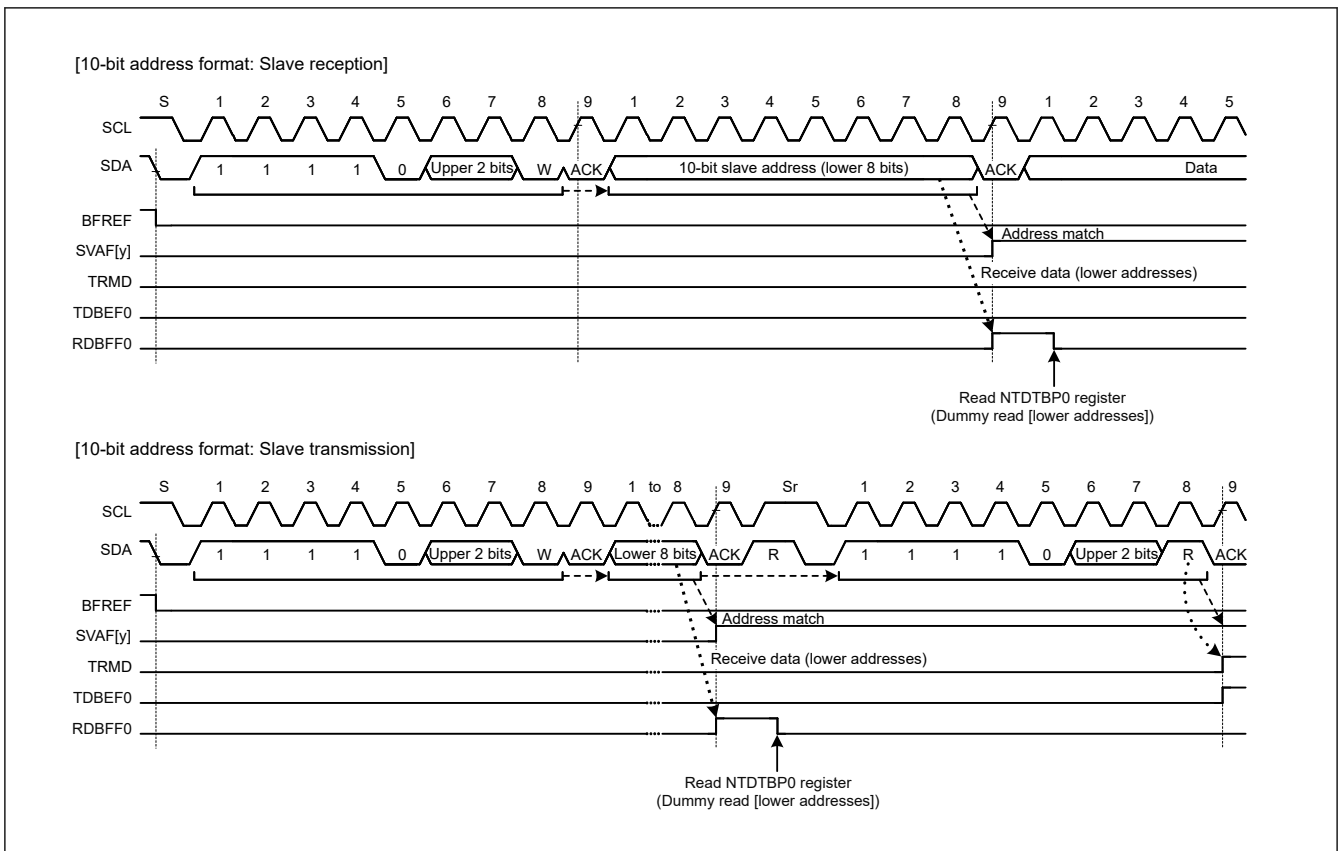 [10-bit address format: Slave reception]
S 1 2 3 4 5 6 7 8 9 1 2 3 4 5 6 7 8 9 1 2 3 4 5
SCL
SDA 1 1 1 1 0 Upper 2 bits W ACK 10-bit slave address (lower 8 bits) ACK Data
BFREF
Address match
SVAF[y]
Receive data (lower addresses)
TRMD
TDBEF0
RDBFF0
Read NTDTBP0 register
(Dummy read [lower addresses])
[10-bit address format: Slave transmission]
S 1 2 3 4 5 6 7 8 9 1 to 8 9 Sr 1 2 3 4 5 6 7 8 9
SCL
SDA 1 1 1 1 0 Upper 2 bits W ACK Lower 8 bits ACK R 1 1 1 1 0 Upper 2 bits R ACK
BFREF
Address match
SVAF[y]
Receive data (lower addresses)
TRMD
TDBEF0
RDBFF0
Read NTDTBP0 register
(Dummy read [lower addresses])